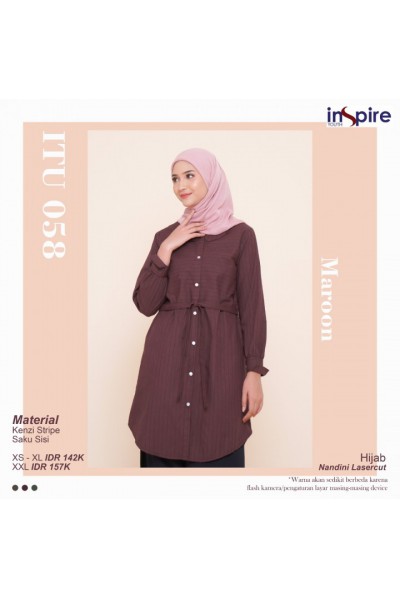 inspire
YOUTH
ITU 058
Maroon
Material
Kenzi Stripe
Saku Sisi
XS - XL IDR 142K
XXL IDR 157K
Hijab
Nandini Lasercut
*Warna akan sedikit berbeda karena
flash kamera/pengaturan layar masing-masing device